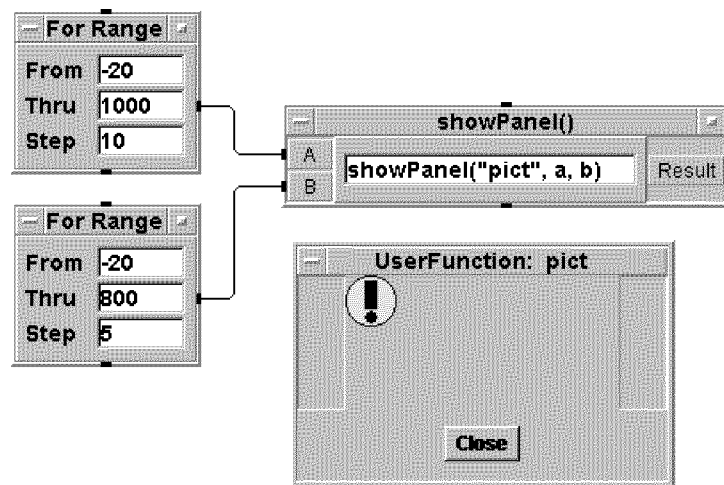 For Range
From -20
Thru 1000
Step 10
For Range
From -20
Thru 800
Step 5
showPanel()
A
B
showPanel("pict", a, b)
Result
UserFunction: pict
!
Close